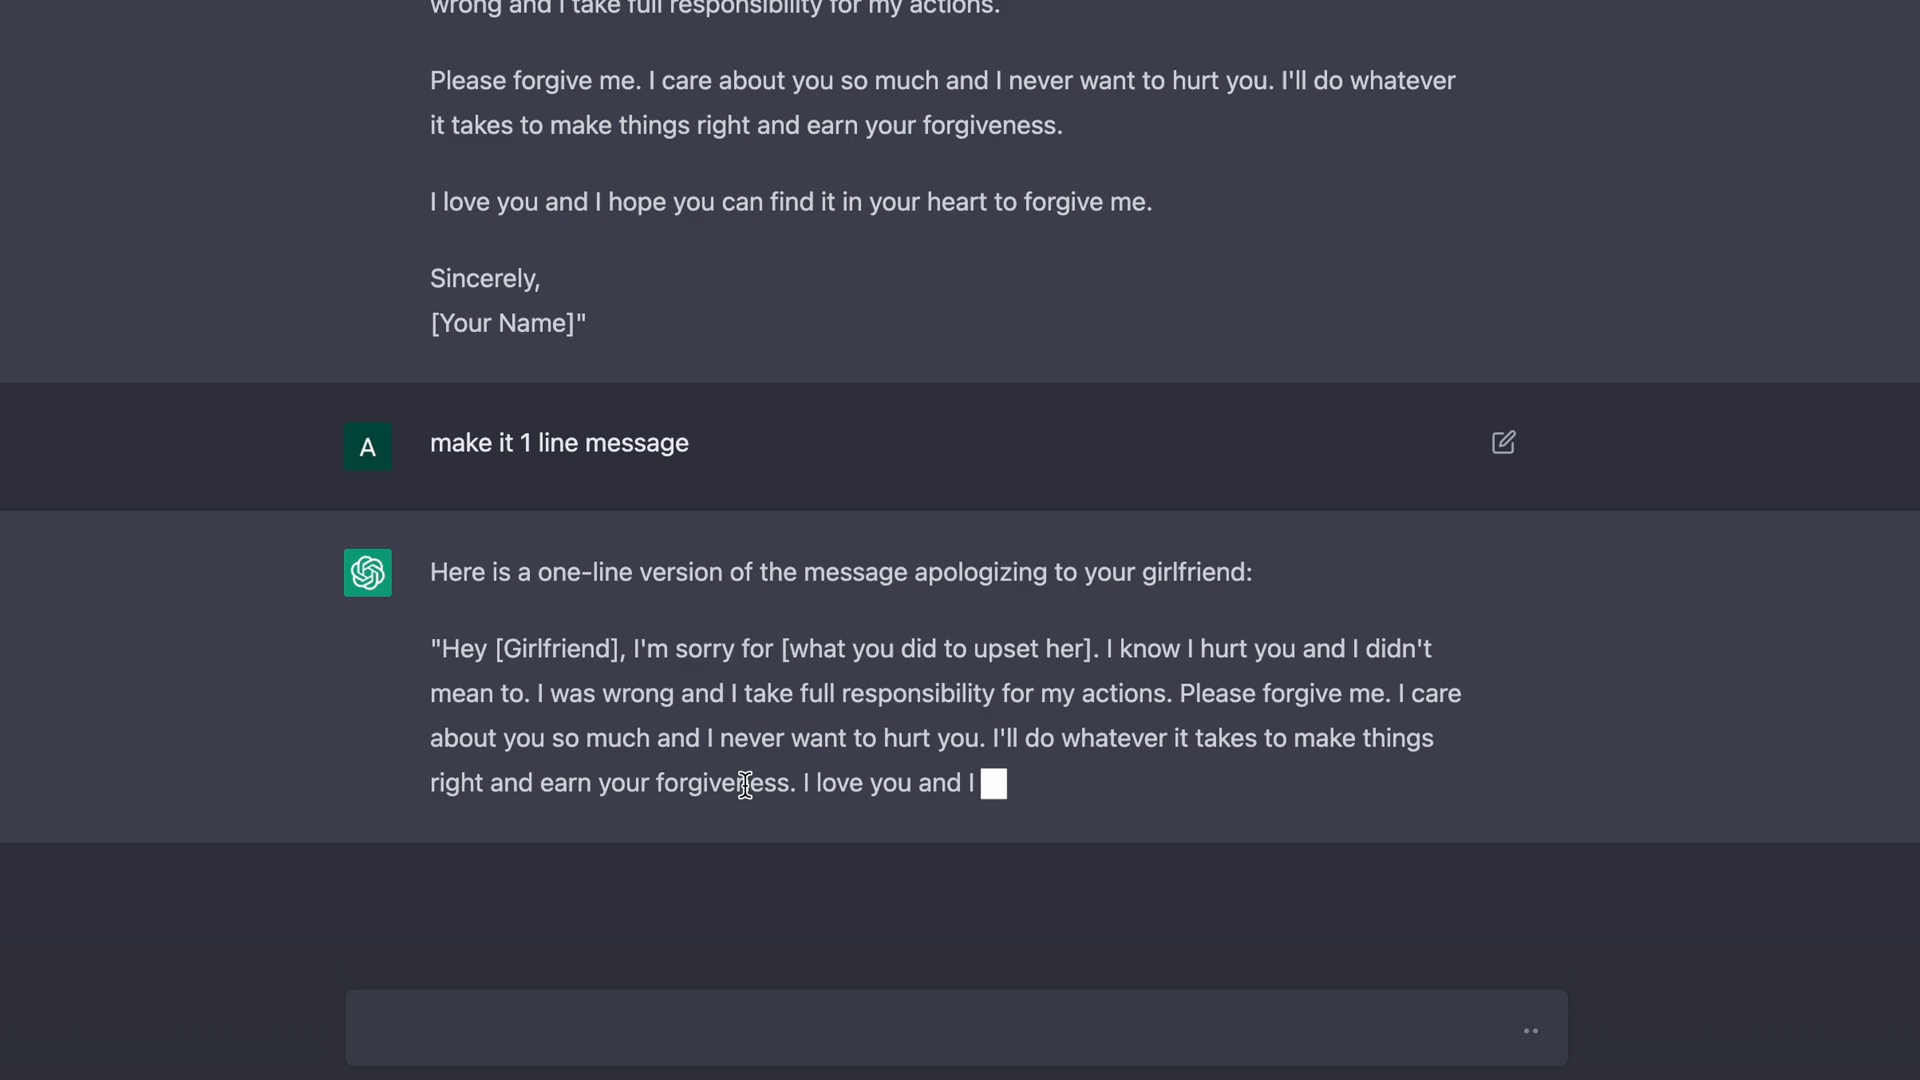 wrong and I take full responsibility for my actions.
Please forgive me. I care about you so much and I never want to hurt you. I'll do whatever
it takes to make things right and earn your forgiveness.
I love you and I hope you can find it in your heart to forgive me.
Sincerely,
[Your Name]"
A
make it 1 line message
Here is a one-line version of the message apologizing to your girlfriend:
"Hey [Girlfriend], I'm sorry for [what you did to upset her]. I know I hurt you and I didn't
mean to. I was wrong and I take full responsibility for my actions. Please forgive me. I care
about you so much and I never want to hurt you. I'll do whatever it takes to make things
right and earn your forgiveness. I love you and I